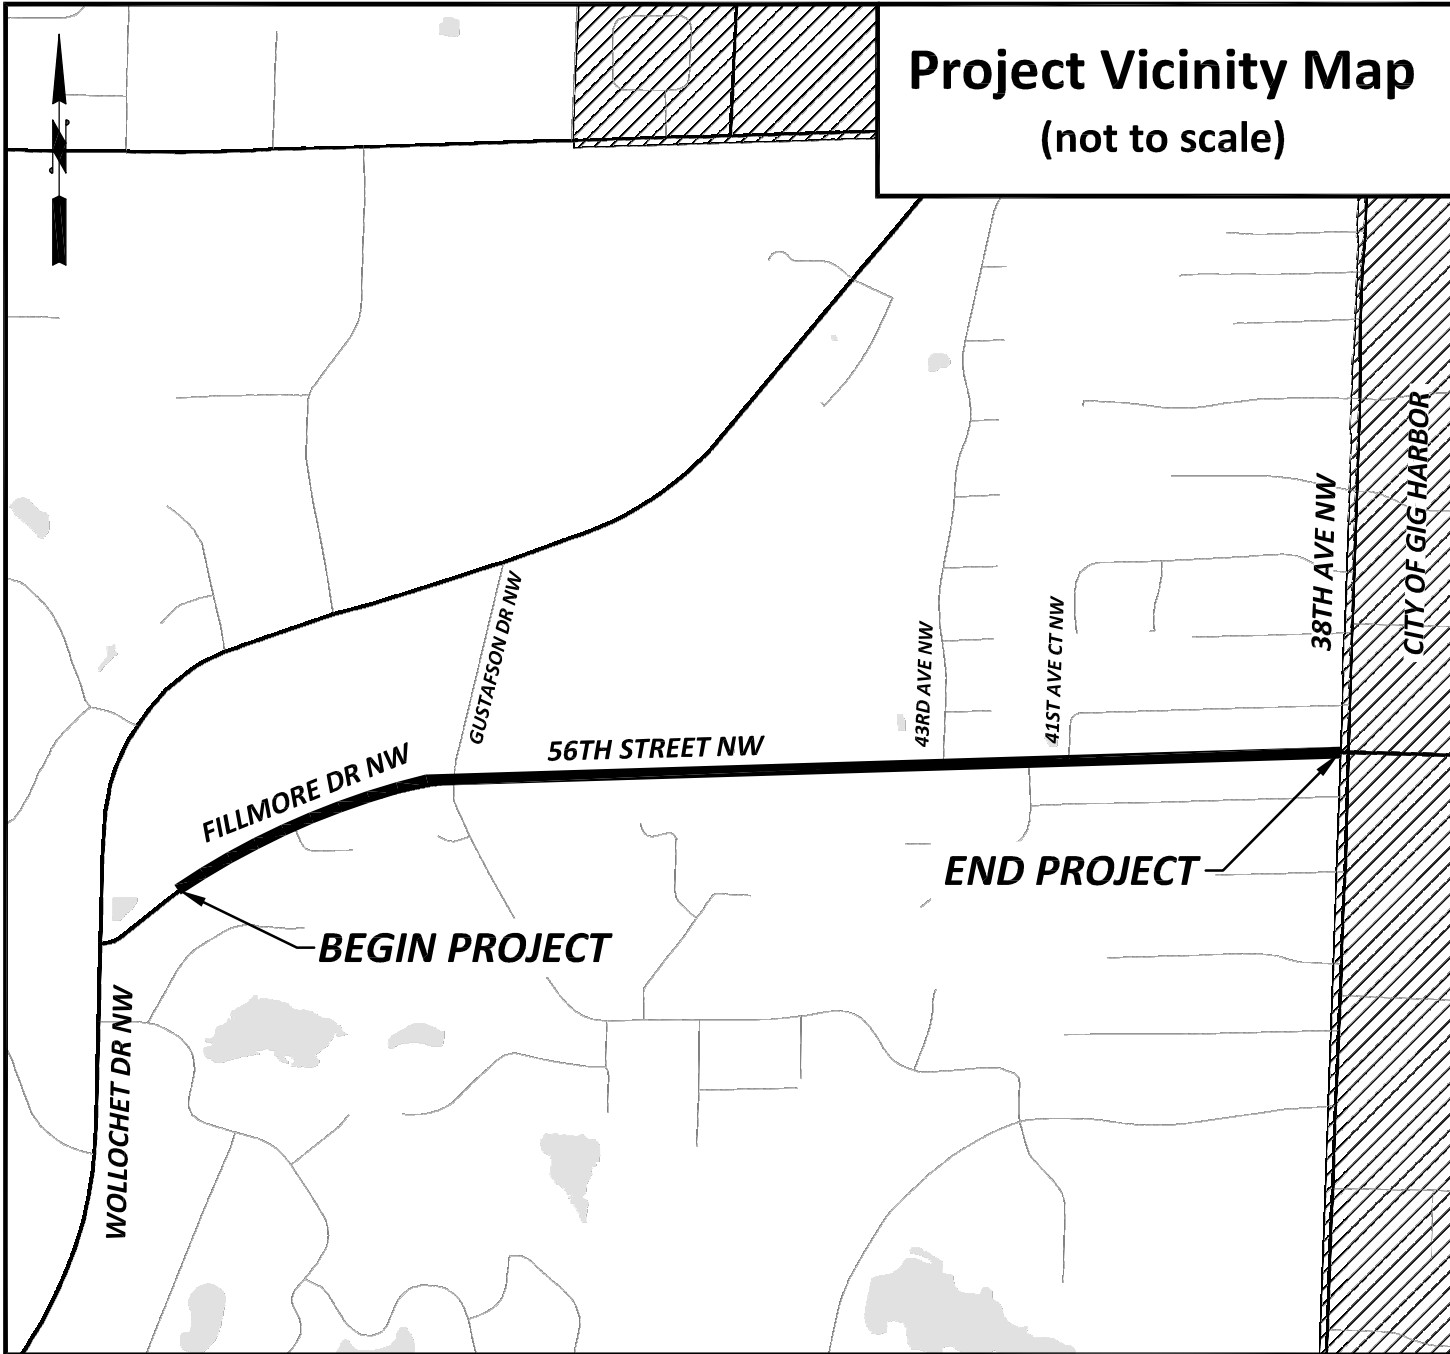 Project Vicinity Map
(not to scale)
CITY OF GIG HARBOR
38TH AVE NW
GUSTAFSON DR NW
43RD AVE NW
41ST AVE CT NW
56TH STREET NW
FILLMORE DR NW
END PROJECT
BEGIN PROJECT
WOLLOCHET DR NW